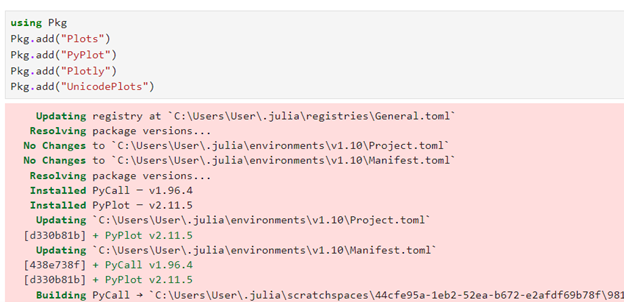 using Pkg
Pkg.add("Plots")
Pkg.add("PyPlot")
Pkg.add("Plotly")
Pkg.add("UnicodePlots")
Updating registry at `C:\Users\User\.julia\registries\General.toml`
Resolving package versions...
No Changes to `C:\Users\User\.julia\environments\v1.10\Project.toml`
No Changes to `C:\Users\User\.julia\environments\v1.10\Manifest.toml`
Resolving package versions...
Installed PyCall ─ v1.96.4
Installed PyPlot ─ v2.11.5
Updating `C:\Users\User\.julia\environments\v1.10\Project.toml`
[d330b81b] + PyPlot v2.11.5
Updating `C:\Users\User\.julia\environments\v1.10\Manifest.toml`
[438e738f] + PyCall v1.96.4
[d330b81b] + PyPlot v2.11.5
Building PyCall → `C:\Users\User\.julia\scratchspaces\44cfe95a-1eb2-52ea-b672-e2afdf69b78f\981